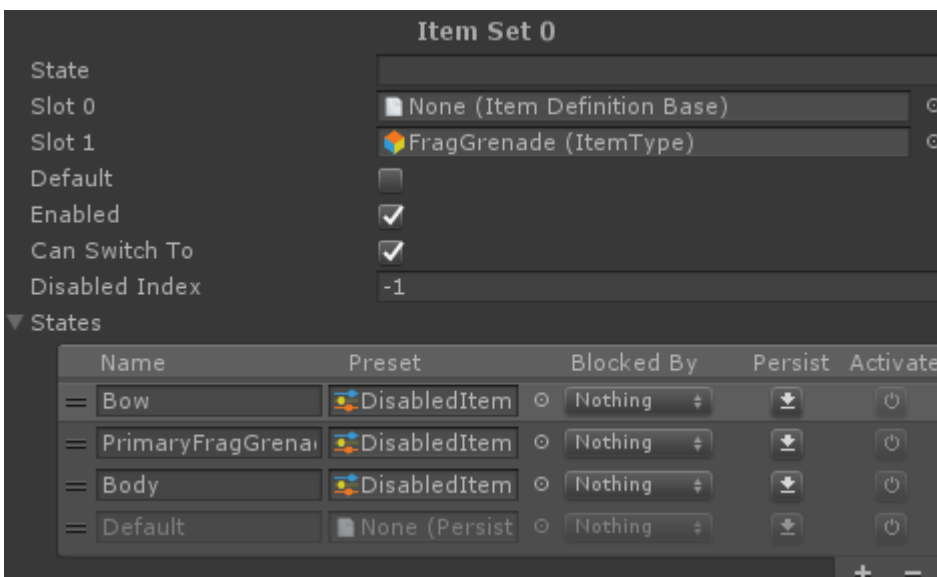 Item Set 0
State
Slot 0 None (Item Definition Base)
Slot 1 FragGrenade (ItemType)
Default
Enabled
Can Switch To
Disabled Index -1
States
Name Preset Blocked By Persist Activate
Bow DisabledItem Nothing
PrimaryFragGrena DisabledItem Nothing
Body DisabledItem Nothing
Default None (Persist Nothing